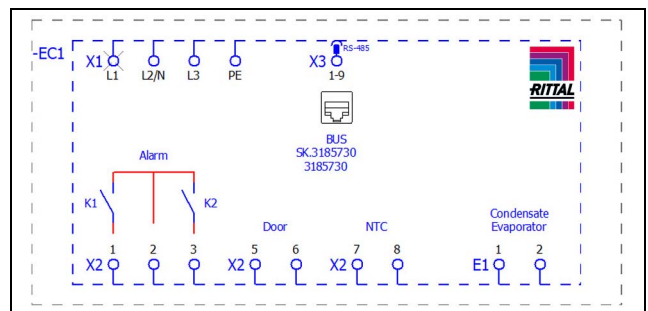 -EC1
X1 L1 L2/N L3 PE
RS-485
X3 1-9
RITTAL
BUS
SK.3185730
3185730
Alarm
K1 K2
Door
NTC
Condensate
Evaporator
X2 1 2 3
X2 5 6
X2 7 8
E1 1 2